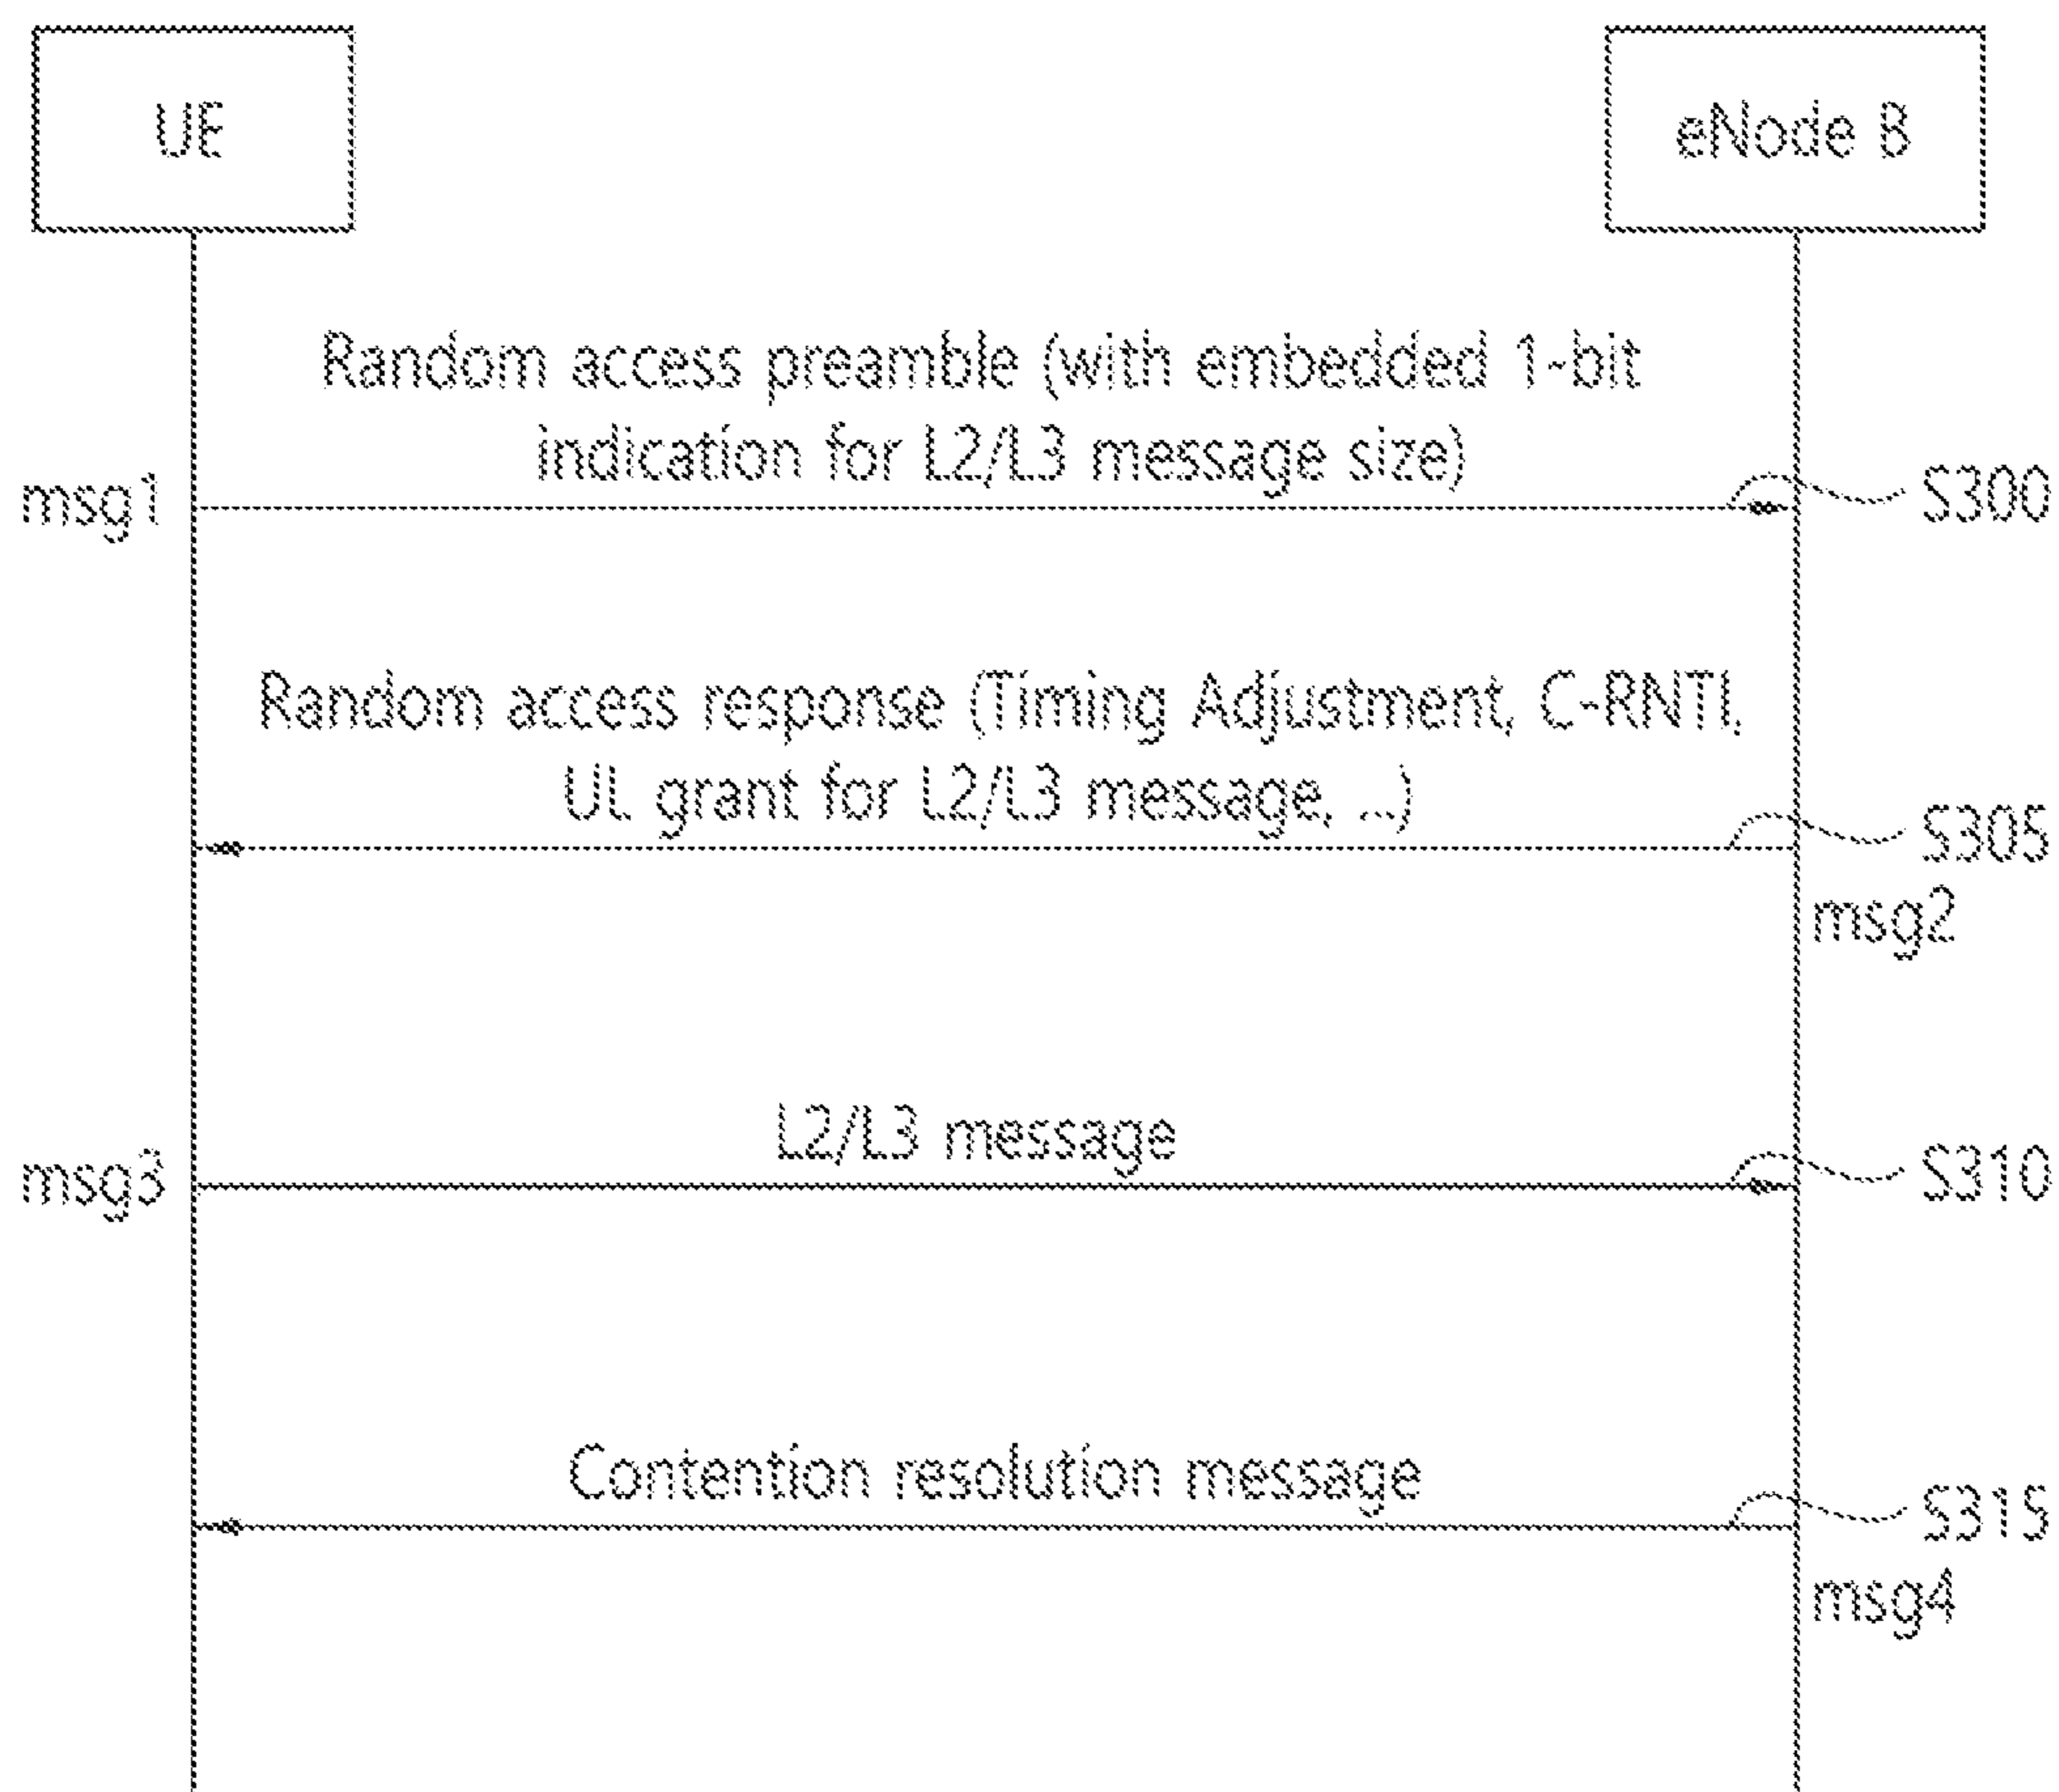 UE
eNode B
Random access preamble (with embedded 1-bit
indication for L2/L3 message size)
msg1
S300
Random access response (Timing Adjustment, C-RNTI,
UL grant for L2/L3 message, ...)
S305
msg2
L2/L3 message
msg3
S310
Contention resolution message
S315
msg4